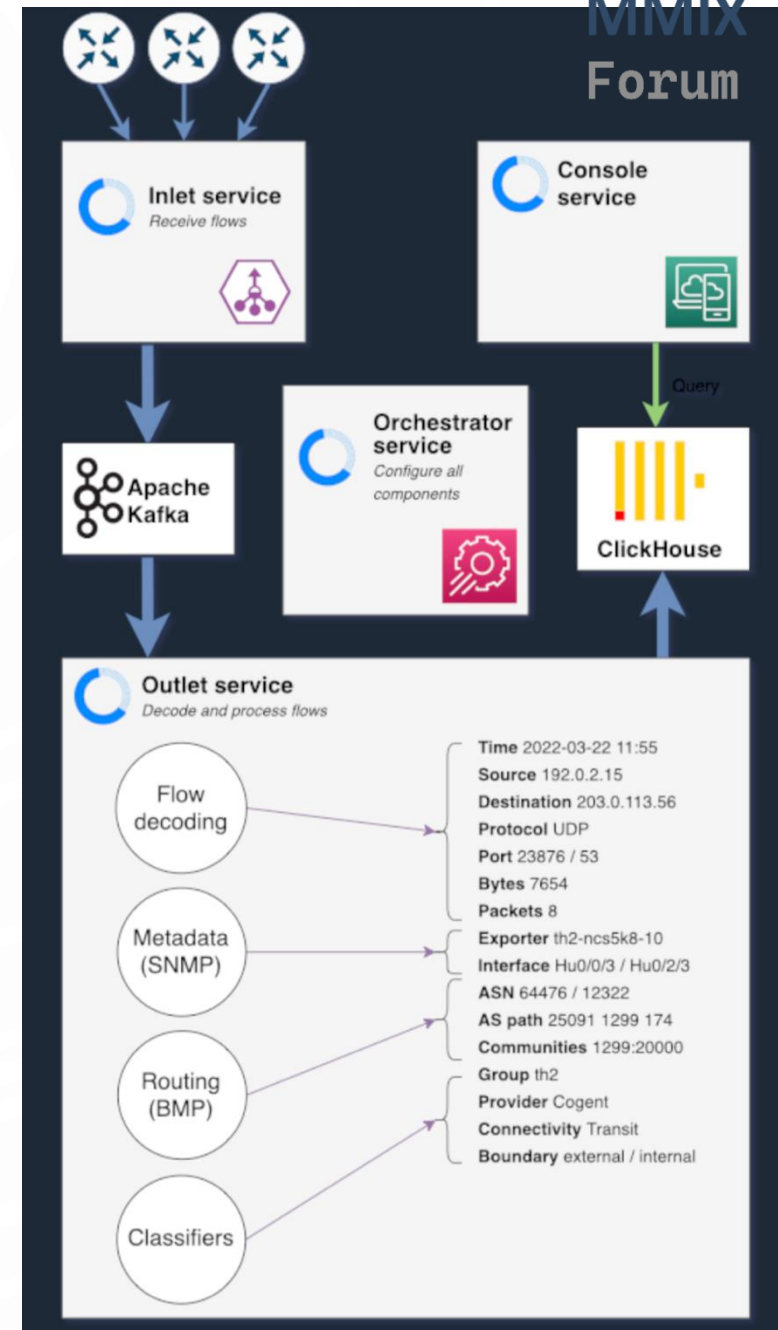 MMIX
Forum
Inlet service
Receive flows
Console
service
Query
Orchestrator
service
Configure all
components
Apache
Kafka
ClickHouse
Outlet service
Decode and process flows
Flow
decoding
Time 2022-03-22 11:55
Source 192.0.2.15
Destination 203.0.113.56
Protocol UDP
Port 23876 / 53
Bytes 7654
Packets 8
Metadata
(SNMP)
Exporter th2-ncs5k8-10
Interface Hu0/0/3 / Hu0/2/3
Routing
(BMP)
ASN 64476 / 12322
AS path 25091 1299 174
Communities 1299:20000
Classifiers
Group th2
Provider Cogent
Connectivity Transit
Boundary external / internal